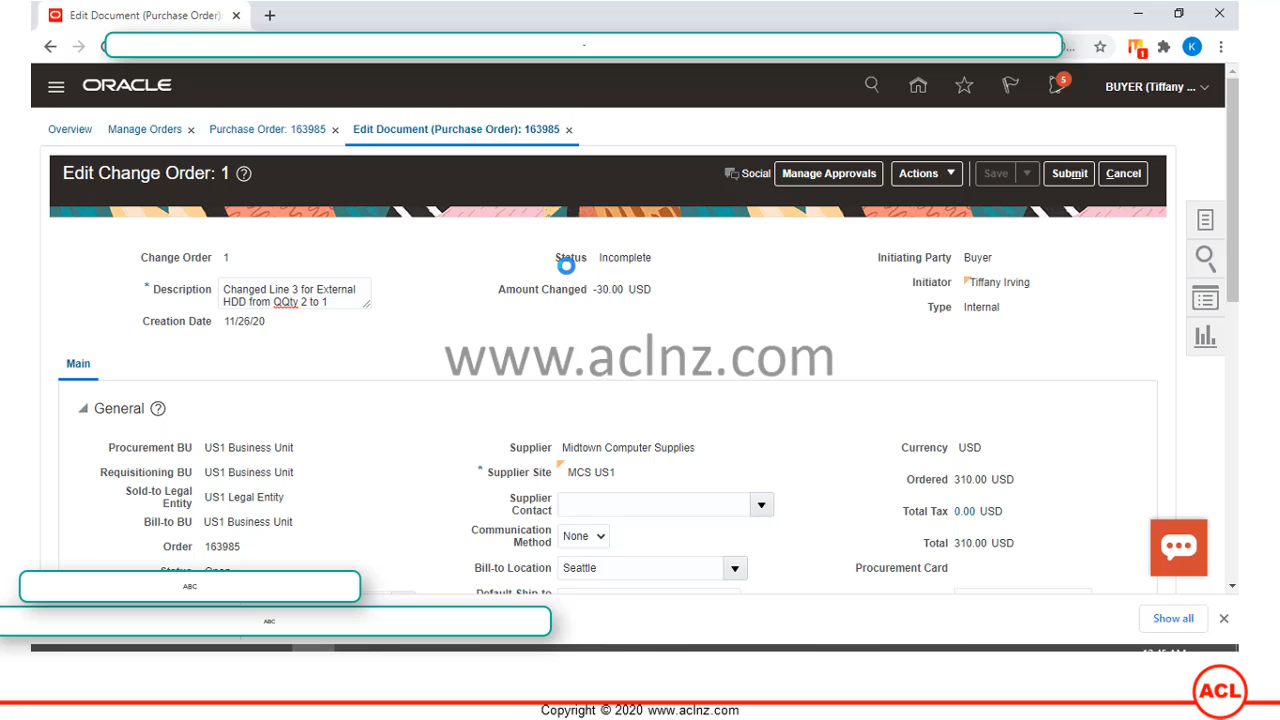 Edit Document (Purchase Order)
K
ORACLE
5
BUYER (Tiffany ...
Overview Manage Orders Purchase Order: 163985 Edit Document (Purchase Order): 163985
Edit Change Order: 1
Social Manage Approvals Actions Save Submit Cancel
Change Order 1 Status Incomplete Initiating Party Buyer
* Description Changed Line 3 for External
HDD from QQty 2 to 1
Amount Changed -30.00 USD Initiator Tiffany Irving
Creation Date 11/26/20 Type Internal
www.aclnz.com
Main
General
Procurement BU US1 Business Unit Supplier Midtown Computer Supplies Currency USD
Requisitioning BU US1 Business Unit * Supplier Site MCS US1 Ordered 310.00 USD
Sold-to Legal
Entity US1 Legal Entity
Supplier
Contact
Total Tax 0.00 USD
Bill-to BU US1 Business Unit
Communication
Method None
Order 163985 Total 310.00 USD
Bill-to Location Seattle Procurement Card
Status Open
Default Ship-to
ABC
ABC
Show all
ACL
Copyright © 2020 www.aclnz.com